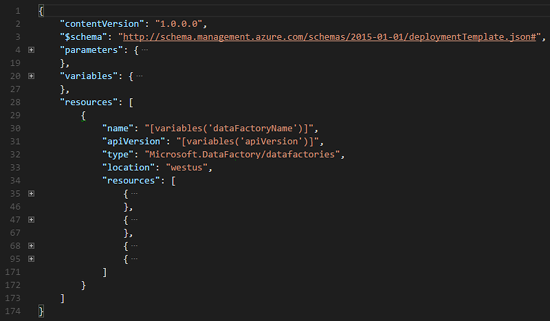 1 {
2 "contentVersion": "1.0.0.0",
3 "$schema": "http://schema.management.azure.com/schemas/2015-01-01/deploymentTemplate.json#",
4 "parameters": { ...
19 },
20 "variables": { ...
27 },
28 "resources": [
29 {
30 "name": "[variables('dataFactoryName')]",
31 "apiVersion": "[variables('apiVersion')]",
32 "type": "Microsoft.DataFactory/datafactories",
33 "location": "westus",
34 "resources": [
35 { ...
46 },
47 { ...
67 },
68 { ...
95 { ...
171 ]
172 }
173 ]
174 }